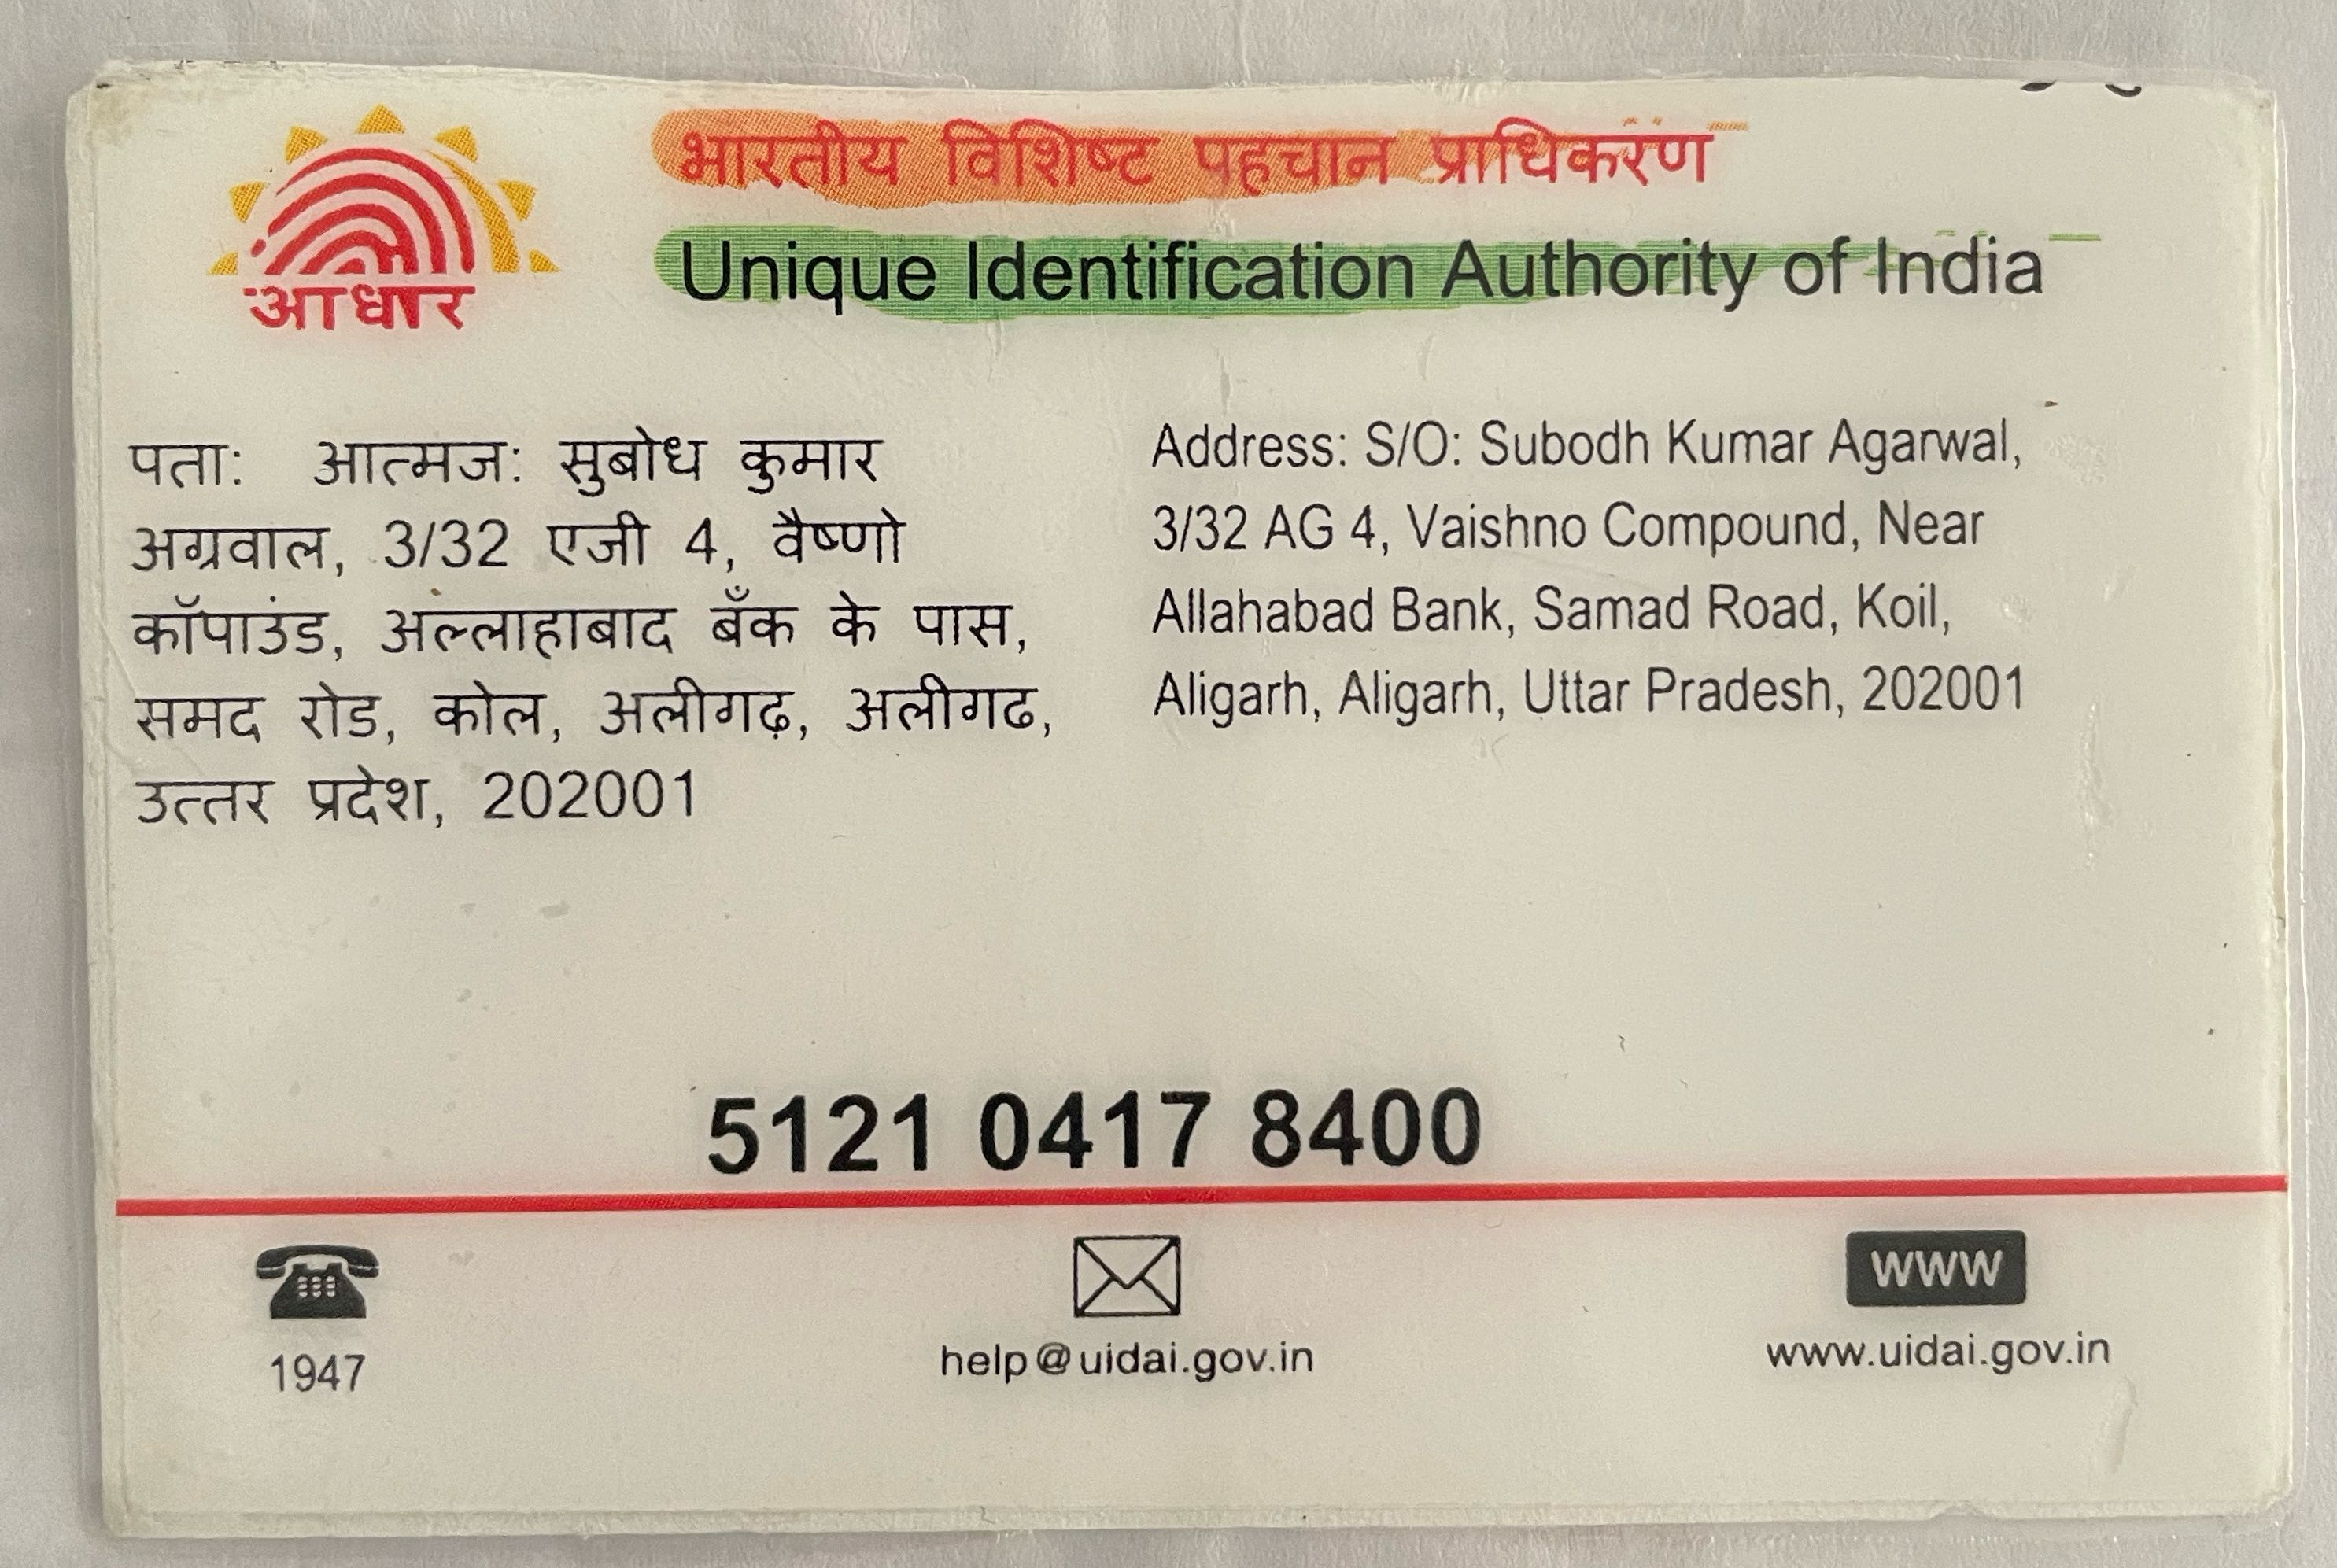 भारतीय विशिष्ट पहचान प्राधिकरण
Unique Identification Authority of India
आधार
पता: आत्मज: सुबोध कुमार
अग्रवाल, 3/32 एजी 4, वैष्णो
कॉपाउंड, अल्लाहाबाद बँक के पास,
समद रोड, कोल, अलीगढ़, अलीगढ,
उत्तर प्रदेश, 202001
Address: S/O: Subodh Kumar Agarwal,
3/32 AG 4, Vaishno Compound, Near
Allahabad Bank, Samad Road, Koil,
Aligarh, Aligarh, Uttar Pradesh, 202001
5121 0417 8400
WWW
1947
help@uidai.gov.in
www.uidai.gov.in